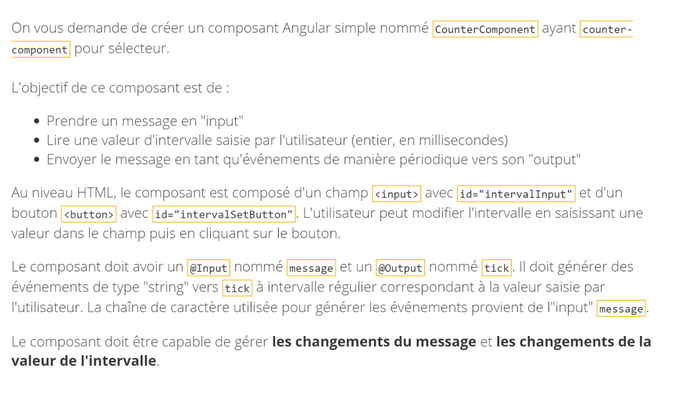 On vous demande de créer un composant Angular simple nommé CounterComponent ayant counter-
component pour sélecteur.
L'objectif de ce composant est de :
• Prendre un message en "input"
• Lire une valeur d'intervalle saisie par l'utilisateur (entier, en millisecondes)
• Envoyer le message en tant qu'événements de manière périodique vers son "output"
Au niveau HTML, le composant est composé d'un champ <input> avec id="intervalInput" et d'un
bouton <button> avec id="intervalSetButton". L'utilisateur peut modifier l'intervalle en saisissant une
valeur dans le champ puis en cliquant sur le bouton.
Le composant doit avoir un @Input nommé message et un @Output nommé tick. Il doit générer des
événements de type "string" vers tick à intervalle régulier correspondant à la valeur saisie par
l'utilisateur. La chaîne de caractère utilisée pour générer les événements provient de l"input" message.
Le composant doit être capable de gérer les changements du message et les changements de la
valeur de l'intervalle.